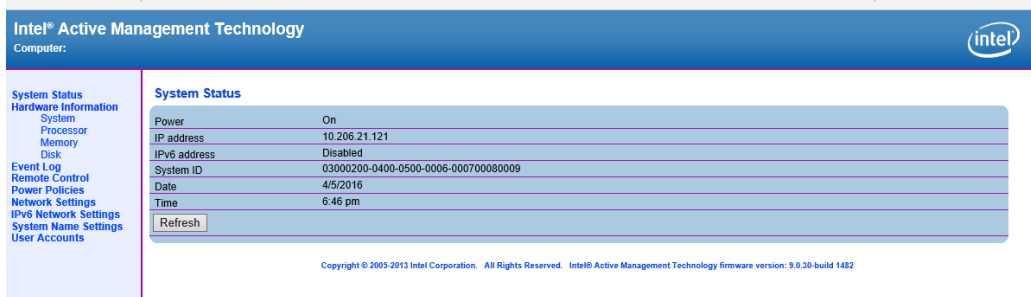 Intel® Active Management Technology
Computer:
intel
System Status
Hardware Information
System
Processor
Memory
Disk
Event Log
Remote Control
Power Policies
Network Settings
IPv6 Network Settings
System Name Settings
User Accounts
System Status
Power On
IP address 10.206.21.121
IPv6 address Disabled
System ID 03000200-0400-0500-0006-000700080009
Date 4/5/2016
Time 6:46 pm
Refresh
Copyright © 2005-2013 Intel Corporation. All Rights Reserved. Intel® Active Management Technology firmware version: 9.0.30-build 1482